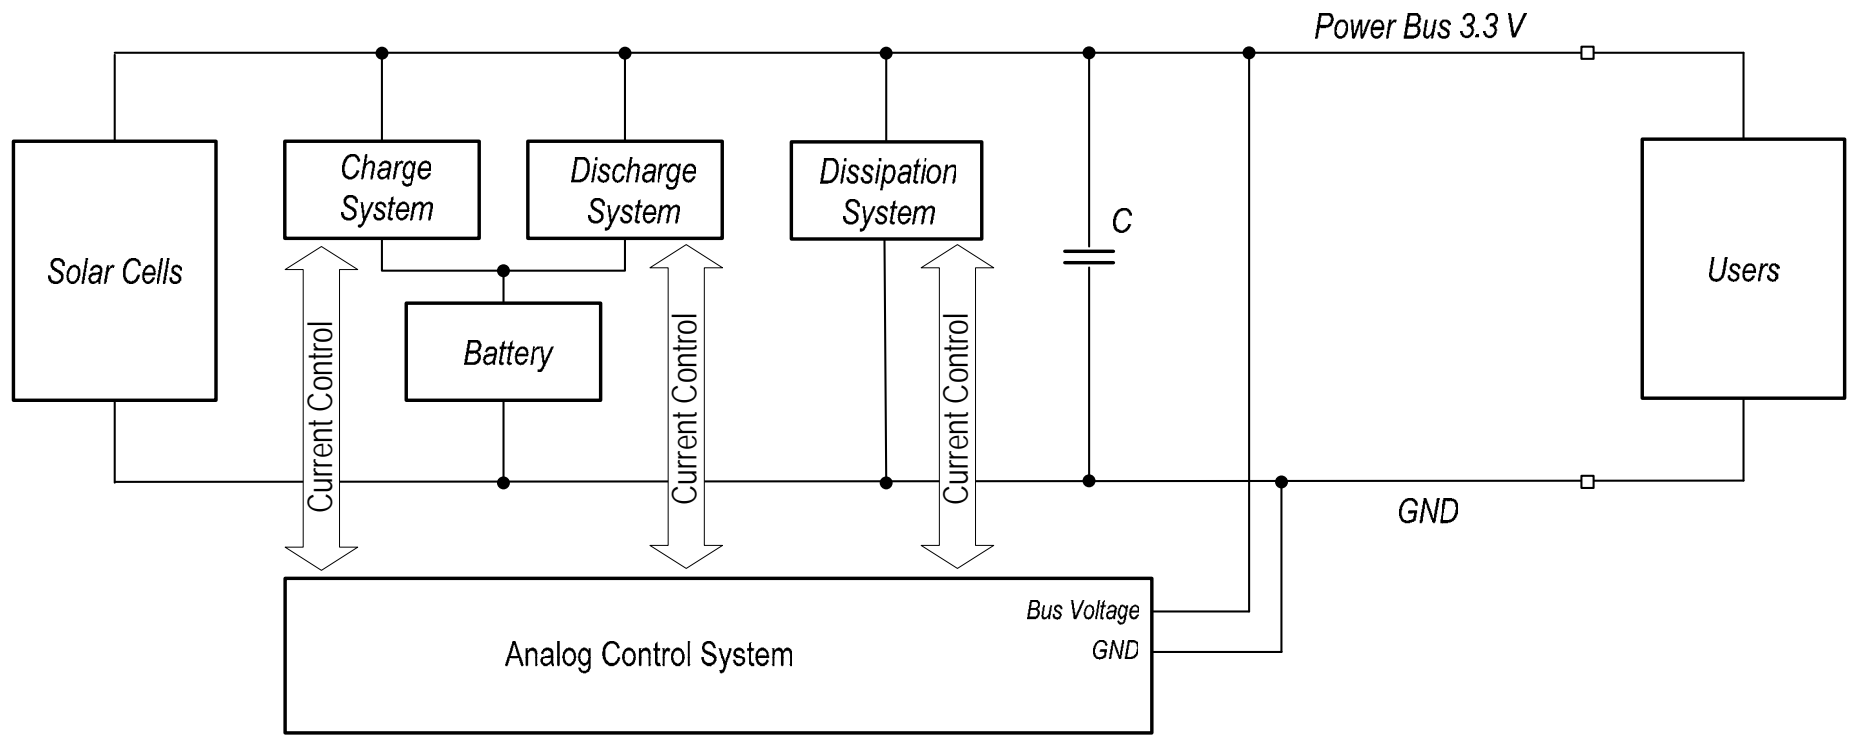 Power Bus 3.3 V
Solar Cells
Charge
System
Discharge
System
Dissipation
System
C
Users
Battery
Current Control
Current Control
Current Control
GND
Bus Voltage
GND
Analog Control System